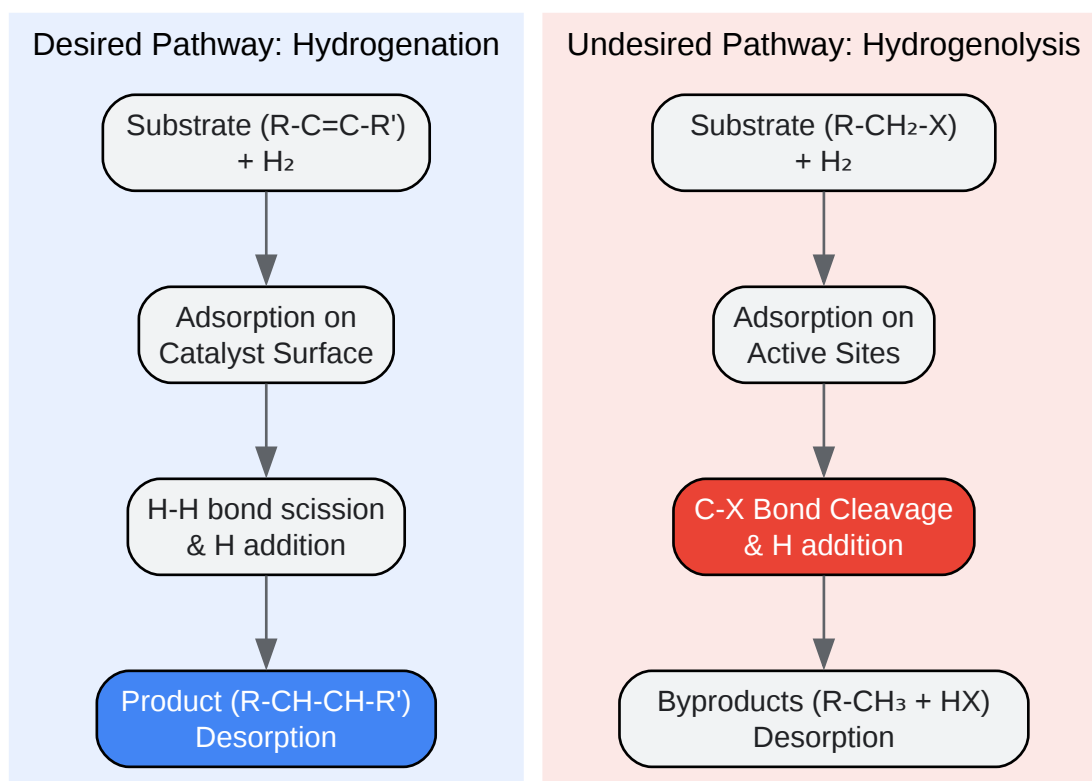 Desired Pathway: Hydrogenation
Substrate (R-C=C-R')
+ H₂
Adsorption on
Catalyst Surface
H-H bond scission
& H addition
Product (R-CH-CH-R')
Desorption
Undesired Pathway: Hydrogenolysis
Substrate (R-CH₂-X)
+ H₂
Adsorption on
Active Sites
C-X Bond Cleavage
& H addition
Byproducts (R-CH₃ + HX)
Desorption